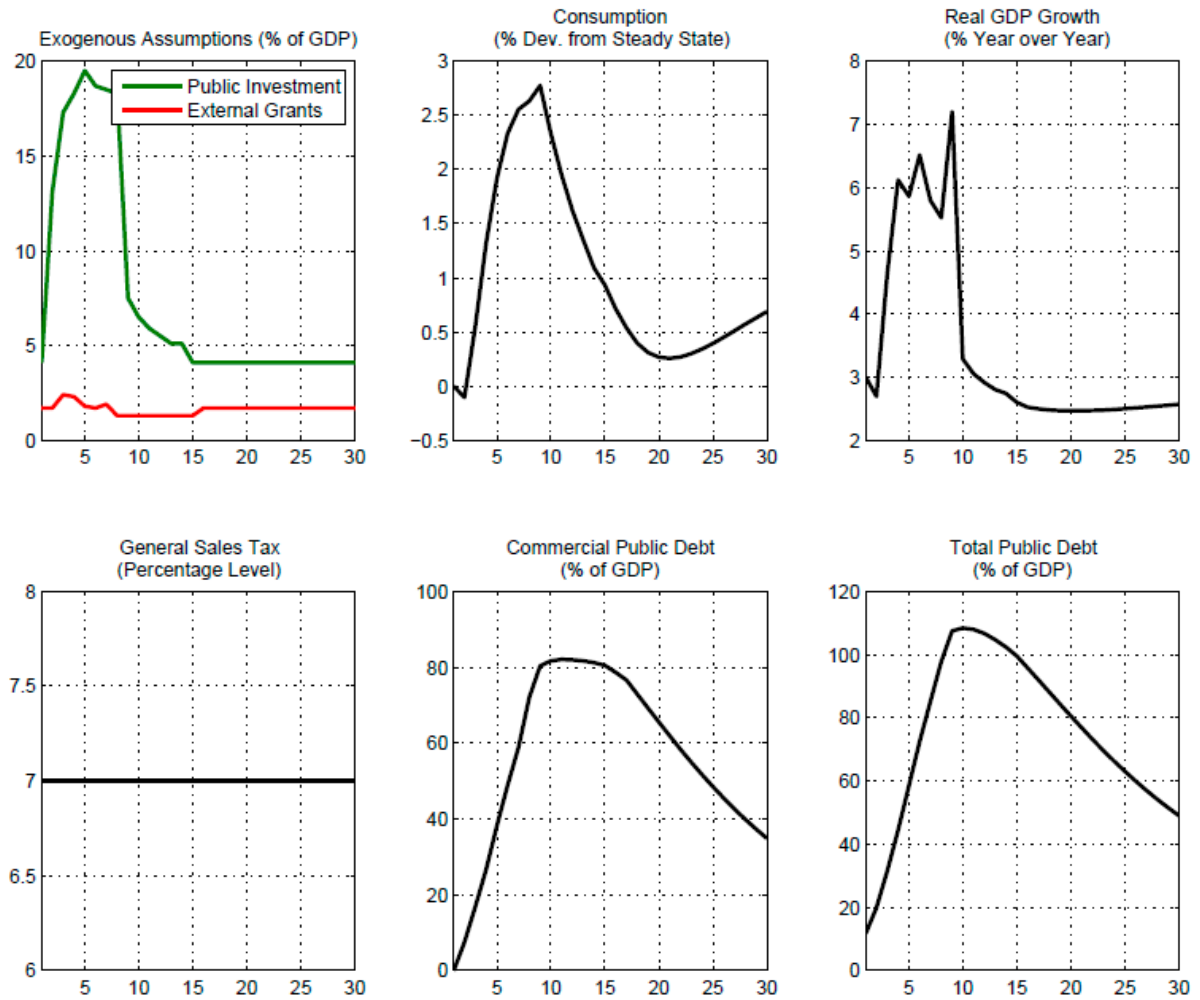 Exogenous Assumptions (% of GDP)
20
15
10
5
0
Public Investment
External Grants
5 10 15 20 25 30
Consumption
(% Dev. from Steady State)
3
2.5
2
1.5
1
0.5
0
−0.5
5 10 15 20 25 30
Real GDP Growth
(% Year over Year)
8
7
6
5
4
3
2
5 10 15 20 25 30
General Sales Tax
(Percentage Level)
8
7.5
7
6.5
6
5 10 15 20 25 30
Commercial Public Debt
(% of GDP)
100
80
60
40
20
0
5 10 15 20 25 30
Total Public Debt
(% of GDP)
120
100
80
60
40
20
0
5 10 15 20 25 30